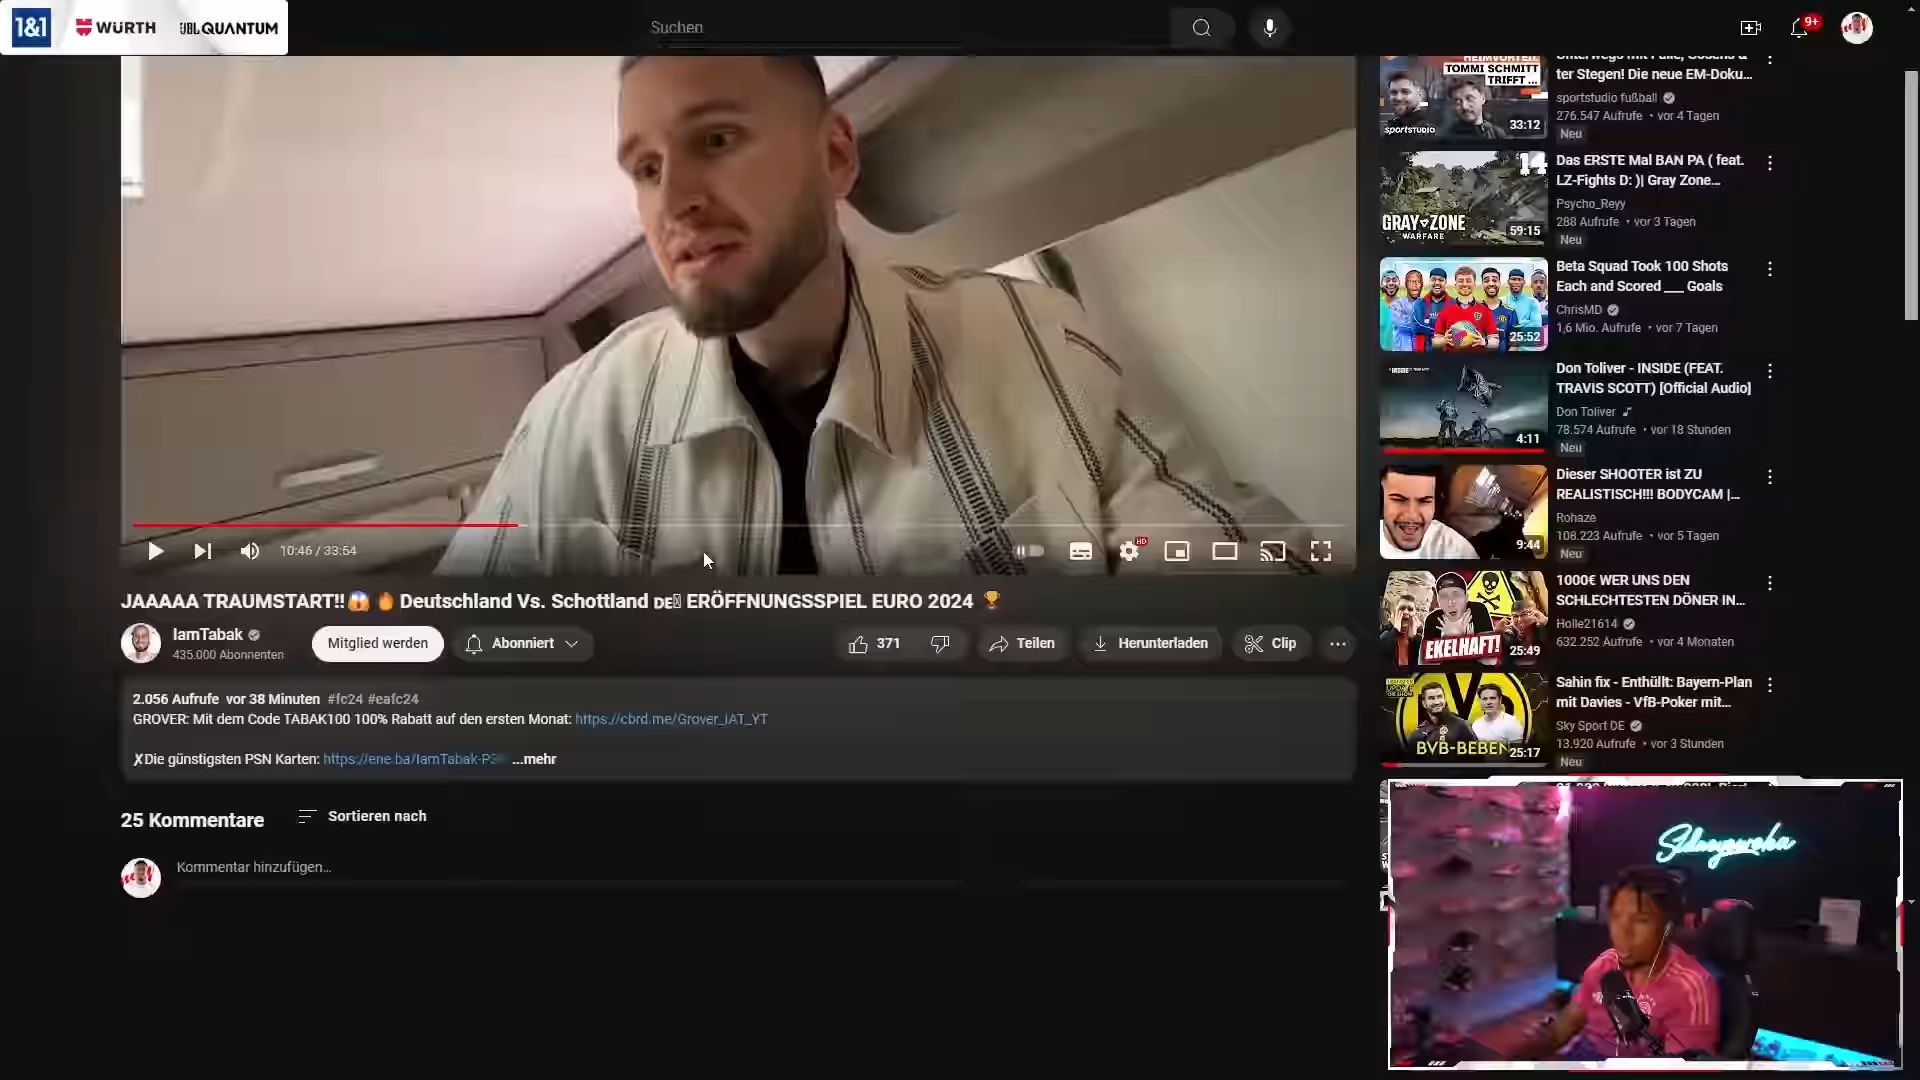 1&1
WÜRTH
JBL QUANTUM
Suchen
9+
10:46 / 33:54
HD
JAAAAA TRAUMSTART!!😱 🔥 Deutschland Vs. Schottland DE ERÖFFNUNGSSPIEL EURO 2024 🏆
IamTabak
435.000 Abonnenten
Mitglied werden
Abonniert
371
Teilen
Herunterladen
Clip
2.056 Aufrufe vor 38 Minuten #fc24 #eafc24
GROVER: Mit dem Code TABAK100 100% Rabatt auf den ersten Monat: https://cbrd.me/Grover_IAT_YT
✗Die günstigsten PSN Karten: https://ene.ba/IamTabak-PS ...mehr
25 Kommentare
Sortieren nach
Kommentar hinzufügen...
HEIMVORTEIL
TOMMI SCHMITT
TRIFFT ...
sportstudio
33:12
ter Stegen! Die neue EM-Doku...
sportstudio fußball
276.547 Aufrufe • vor 4 Tagen
Neu
14
GRAY ZONE
WARFARE
59:15
Das ERSTE Mal BAN PA ( feat.
LZ-Fights D: )| Gray Zone...
Psycho_Reyy
288 Aufrufe • vor 3 Tagen
Neu
25:52
Beta Squad Took 100 Shots
Each and Scored ___ Goals
ChrisMD
1,6 Mio. Aufrufe • vor 7 Tagen
4:11
Don Toliver - INSIDE (FEAT.
TRAVIS SCOTT) [Official Audio]
Don Toliver
78.574 Aufrufe • vor 18 Stunden
Neu
9:44
Dieser SHOOTER ist ZU
REALISTISCH!!! BODYCAM |...
Rohaze
108.223 Aufrufe • vor 5 Tagen
Neu
EKELHAFT!
25:49
1000€ WER UNS DEN
SCHLECHTESTEN DÖNER IN...
Holle21614
632.252 Aufrufe • vor 4 Monaten
BVB-BEBEN
25:17
Sahin fix - Enthüllt: Bayern-Plan
mit Davies - VfB-Poker mit...
Sky Sport DE
13.920 Aufrufe • vor 3 Stunden
Neu
Sidneyeweka